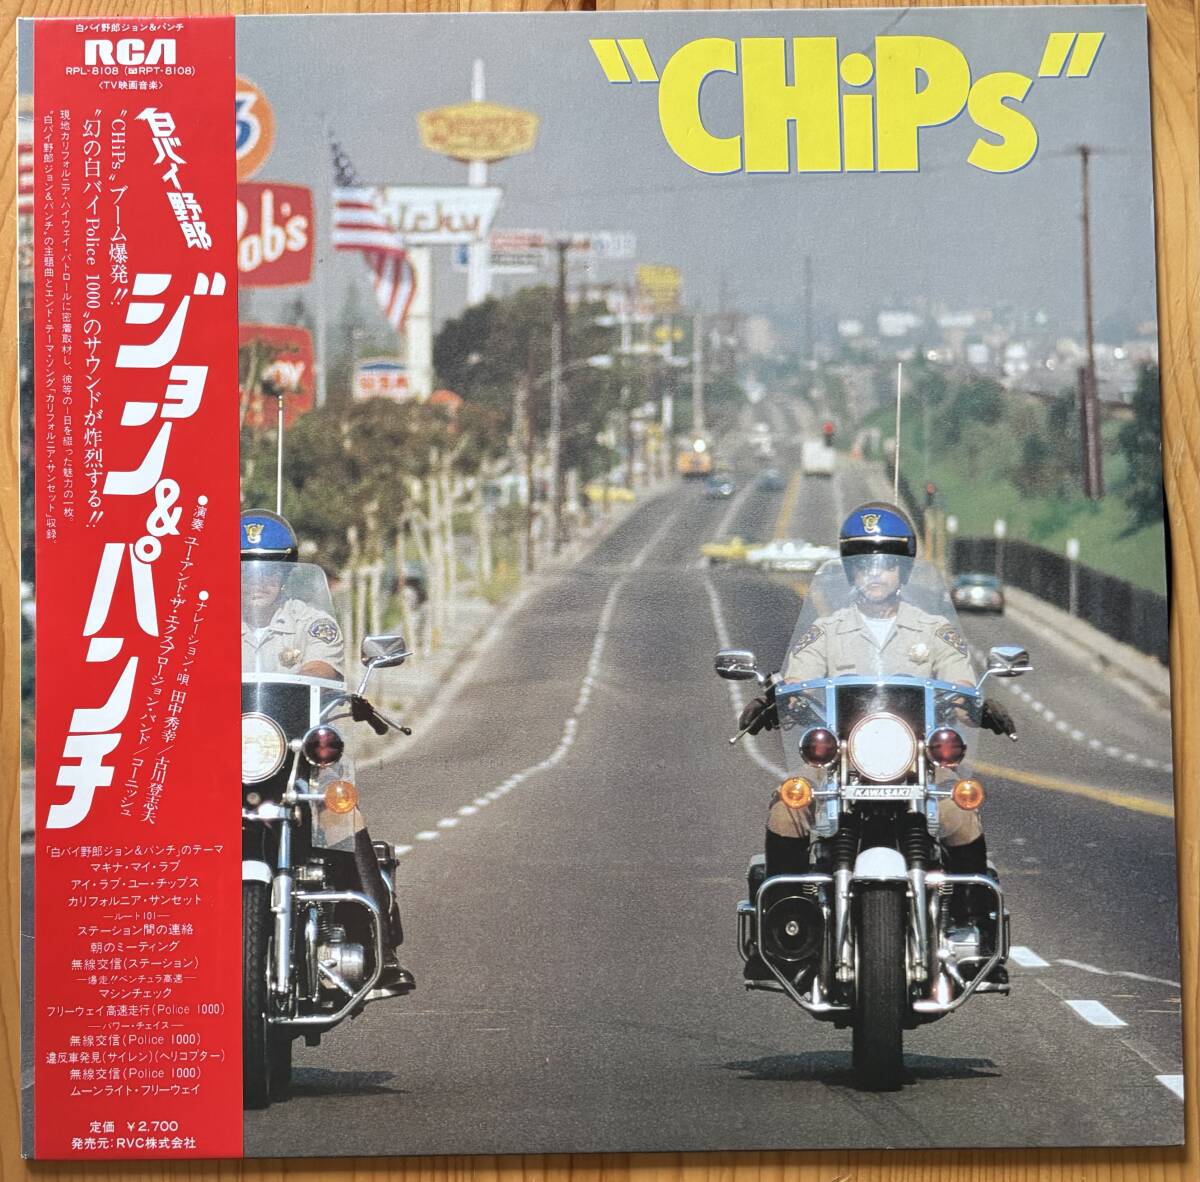 白バイ野郎ジョン&パンチ
RCA
RPL-8108 (RPT-8108)
〈TV映画音楽〉
白バイ野郎
ジョン&パンチ
"CHiPs"ブーム爆発!!
"幻の白バイPolice 1000"のサウンドが炸烈する!!
現地カリフォルニア・ハイウェイ・パトロールに密着取材し、彼等の一日を綴った魅力の一枚。
"白バイ野郎ジョン&パンチ"の主題曲とエンド・テーマ・ソング「カリフォルニア・サンセット」収録。
●ナレーション・唄 田中秀幸/古川登志夫
●演奏 ユー・アンド・ザ・エクスプロージョン・バンド/コーニッシュ
「白バイ野郎ジョン&パンチ」のテーマ
マキナ・マイ・ラブ
アイ・ラブ・ユー・チップス
カリフォルニア・サンセット
—ルート101—
ステーション間の連絡
朝のミーティング
無線交信(ステーション)
—爆走!!ベンチュラ高速—
マシンチェック
フリーウェイ高速走行(Police 1000)
—パワー・チェイス—
無線交信(Police 1000)
違反車発見(サイレン)(ヘリコプター)
無線交信(Police 1000)
ムーンライト・フリーウェイ
定価 ¥2,700
発売元:RVC株式会社
"CHiPs"
KAWASAKI